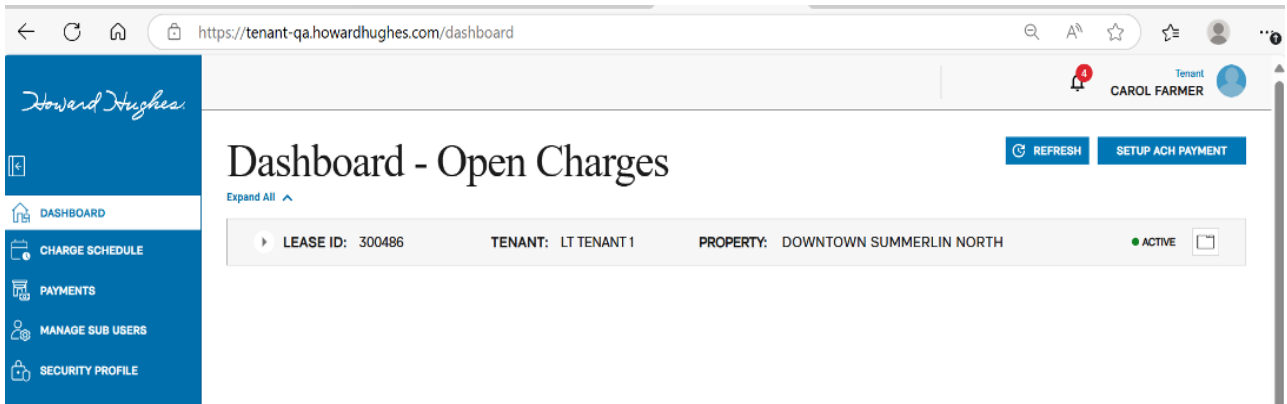 https://tenant-qa.howardhughes.com/dashboard
Howard Hughes.
4
Tenant
CAROL FARMER
Dashboard - Open Charges
REFRESH
SETUP ACH PAYMENT
Expand All
DASHBOARD
LEASE ID: 300486 TENANT: LT TENANT 1 PROPERTY: DOWNTOWN SUMMERLIN NORTH ACTIVE
CHARGE SCHEDULE
PAYMENTS
MANAGE SUB USERS
SECURITY PROFILE